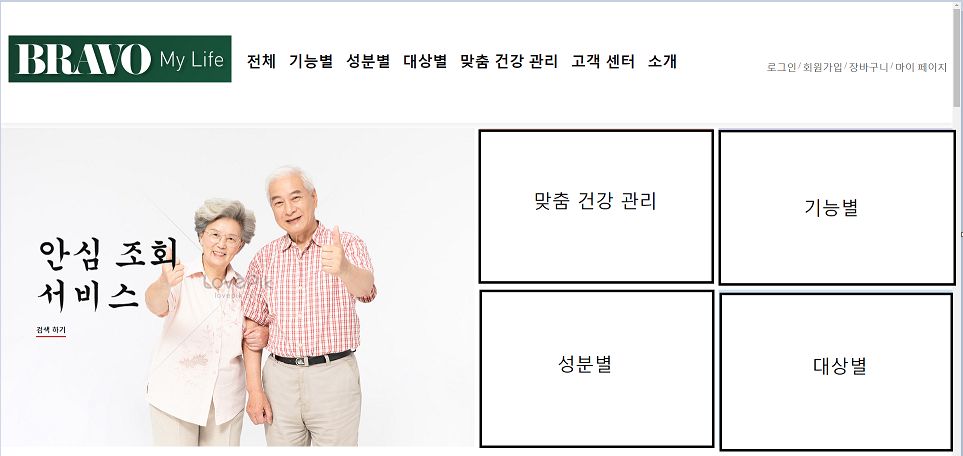 BRAVO My Life
전체 기능별 성분별 대상별 맞춤 건강 관리 고객 센터 소개
로그인/ 회원가입/ 장바구니/ 마이 페이지
안심 조회
서비스
검색 하기
Lovepik
lovepik
맞춤 건강 관리
기능별
성분별
대상별